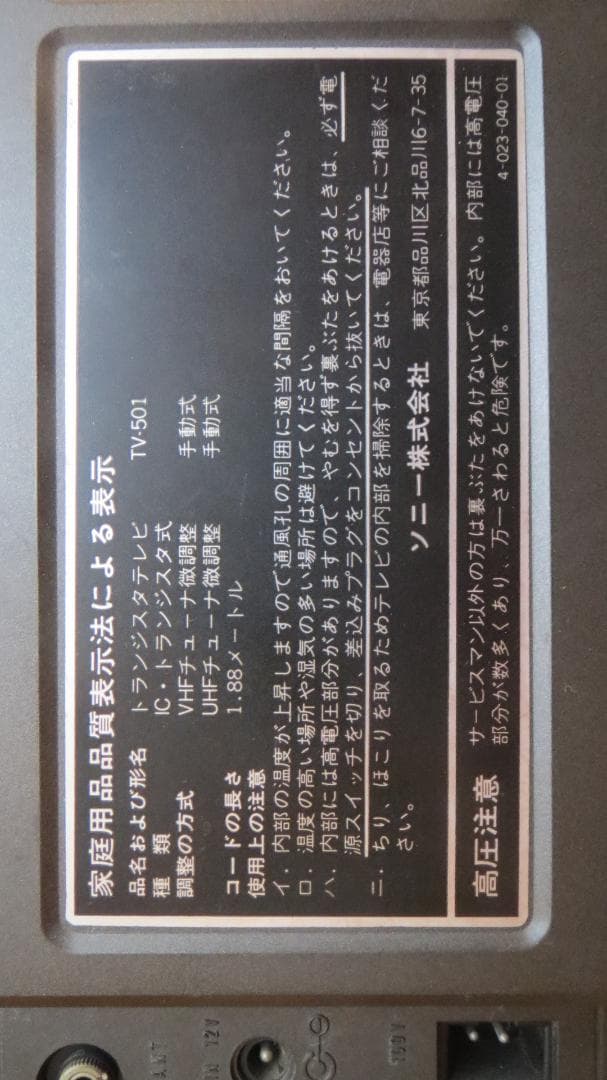 家庭用品品質表示法による表示
品名および形名 トランジスタテレビ TV-501
種類 IC・トランジスタ式
調整の方式 VHFチューナ微調整 手動式
UHFチューナ微調整 手動式
コードの長さ 1.88メートル
使用上の注意
イ. 内部の温度が上昇しますので通風孔の周囲に適当な間隔をおいてください。
ロ. 温度の高い場所や湿気の多い場所は避けてください。
ハ. 内部には高電圧部分がありますので、やむを得ず裏ぶたをあけるときは、必ず電
源スイッチを切り、差込みプラグをコンセントから抜いてください。
ニ. ちり、ほこりを取るためテレビの内部を掃除するときは、電器店等にご相談くだ
さい。
ソニー株式会社 東京都品川区北品川6-7-35
高圧注意 サービスマン以外の方は裏ぶたをあけないでください。内部には高電圧
部分が数多くあり、万一さわると危険です。
4-023-040-01
ANT
IN 12V
100V